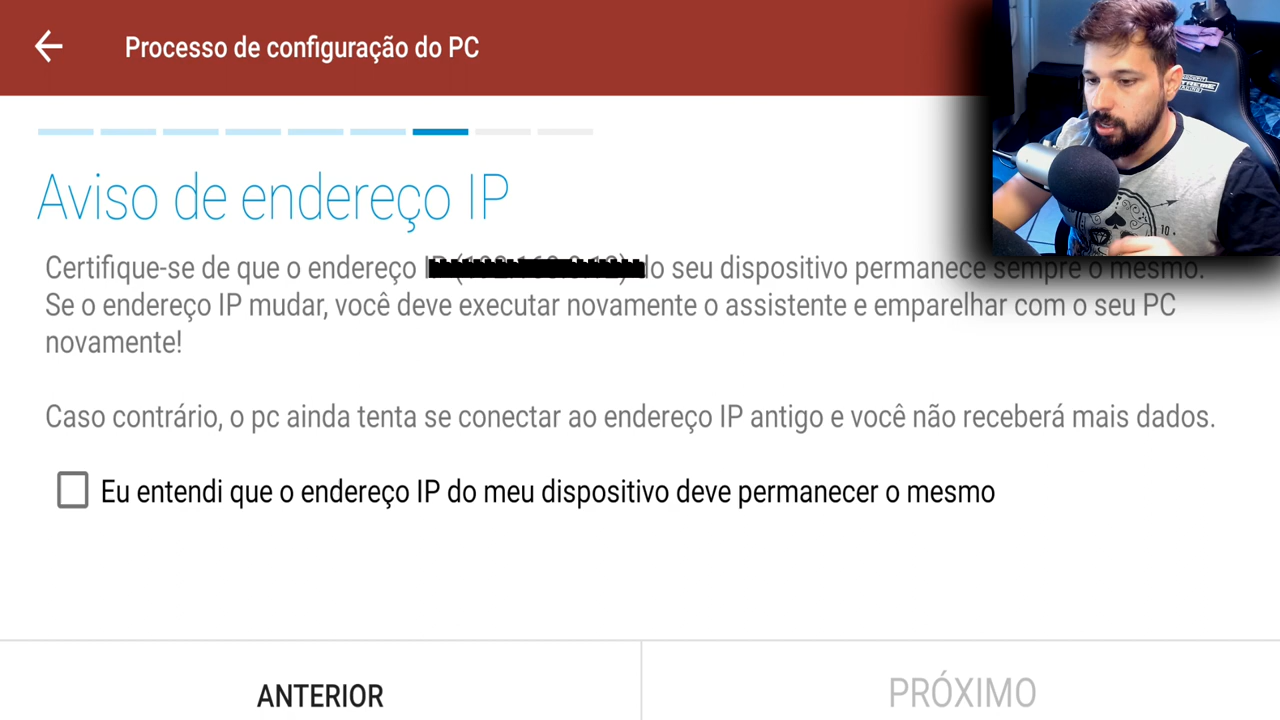 Processo de configuração do PC
Aviso de endereço IP
Certifique-se de que o endereço do seu dispositivo permanece sempre o mesmo.
Se o endereço IP mudar, você deve executar novamente o assistente e emparelhar com o seu PC
novamente!
Caso contrário, o pc ainda tenta se conectar ao endereço IP antigo e você não receberá mais dados.
Eu entendi que o endereço IP do meu dispositivo deve permanecer o mesmo
ANTERIOR
PRÓXIMO